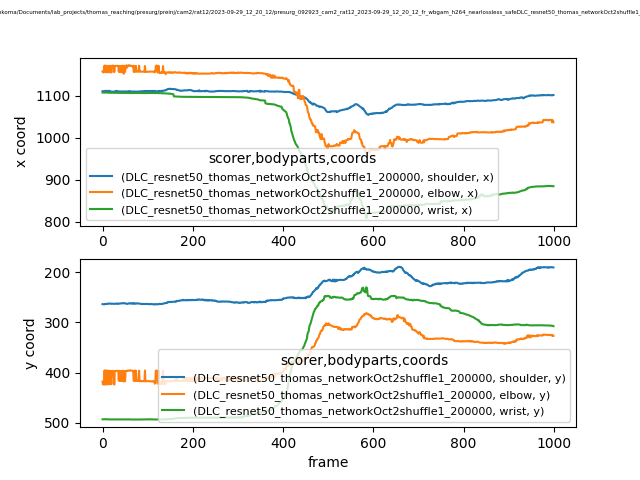 nkoma/Documents/lab_projects/thomas_reaching/presurg/preinj/cam2/rat12/2023-09-29_12_20_12/presurg_092923_cam2_rat12_2023-09-29_12_20_12_fr_wbgam_h264_nearlossless_safeDLC_resnet50_thomas_networkOct2shuffle1_
1100
1000
900
800
x coord
scorer,bodyparts,coords
(DLC_resnet50_thomas_networkOct2shuffle1_200000, shoulder, x)
(DLC_resnet50_thomas_networkOct2shuffle1_200000, elbow, x)
(DLC_resnet50_thomas_networkOct2shuffle1_200000, wrist, x)
0 200 400 600 800 1000
200
300
400
500
y coord
scorer,bodyparts,coords
(DLC_resnet50_thomas_networkOct2shuffle1_200000, shoulder, y)
(DLC_resnet50_thomas_networkOct2shuffle1_200000, elbow, y)
(DLC_resnet50_thomas_networkOct2shuffle1_200000, wrist, y)
0 200 400 600 800 1000
frame